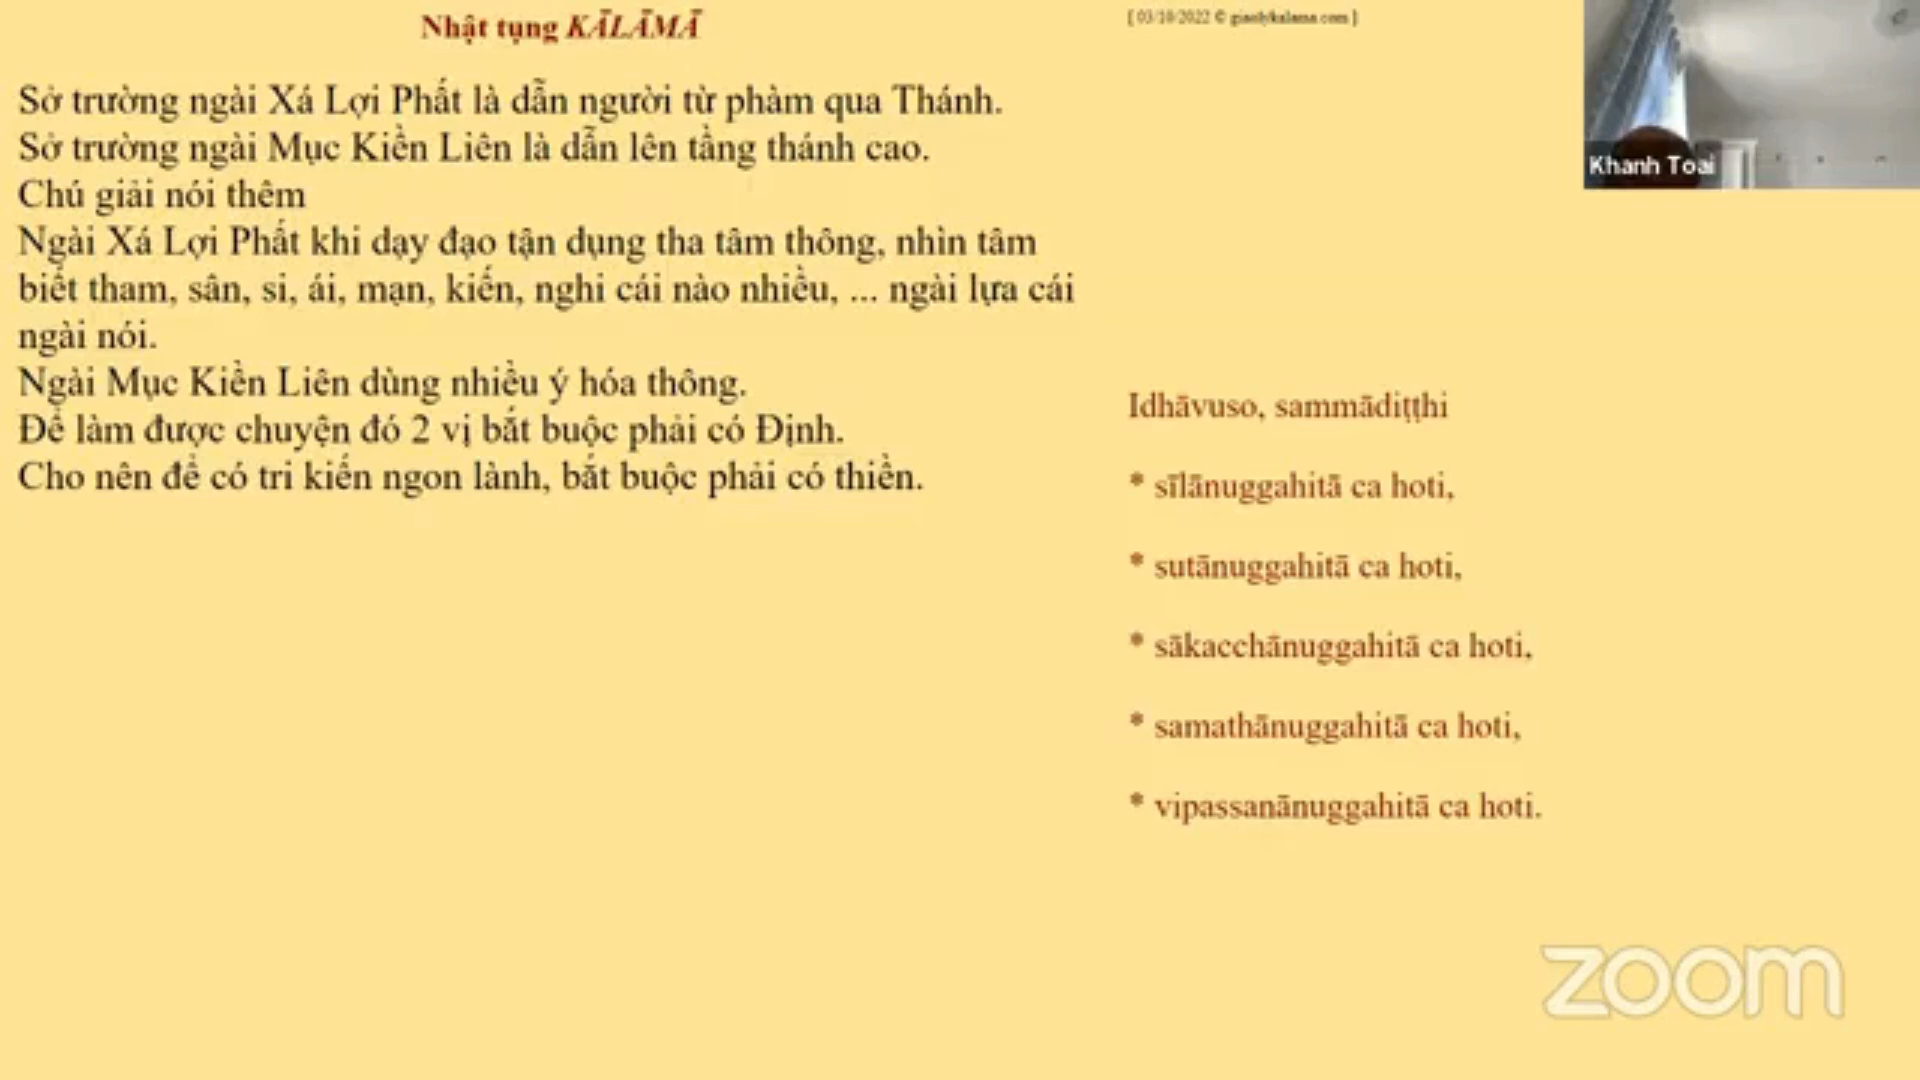 Nhật tụng KĀLĀMĀ
[ 03/10/2022 © giaolykalama.com ]
Khanh Toai
Sở trường ngài Xá Lợi Phất là dẫn người từ phàm qua Thánh.
Sở trường ngài Mục Kiền Liên là dẫn lên tầng thánh cao.
Chú giải nói thêm
Ngài Xá Lợi Phất khi dạy đạo tận dụng tha tâm thông, nhìn tâm
biết tham, sân, si, ái, mạn, kiến, nghi cái nào nhiều, ... ngài lựa cái
ngài nói.
Ngài Mục Kiền Liên dùng nhiều ý hóa thông.
Để làm được chuyện đó 2 vị bắt buộc phải có Định.
Cho nên để có tri kiến ngon lành, bắt buộc phải có thiền.
Idhāvuso, sammādiṭṭhi
* sīlānuggahitā ca hoti,
* sutānuggahitā ca hoti,
* sākacchānuggahitā ca hoti,
* samathānuggahitā ca hoti,
* vipassanānuggahitā ca hoti.
zoom